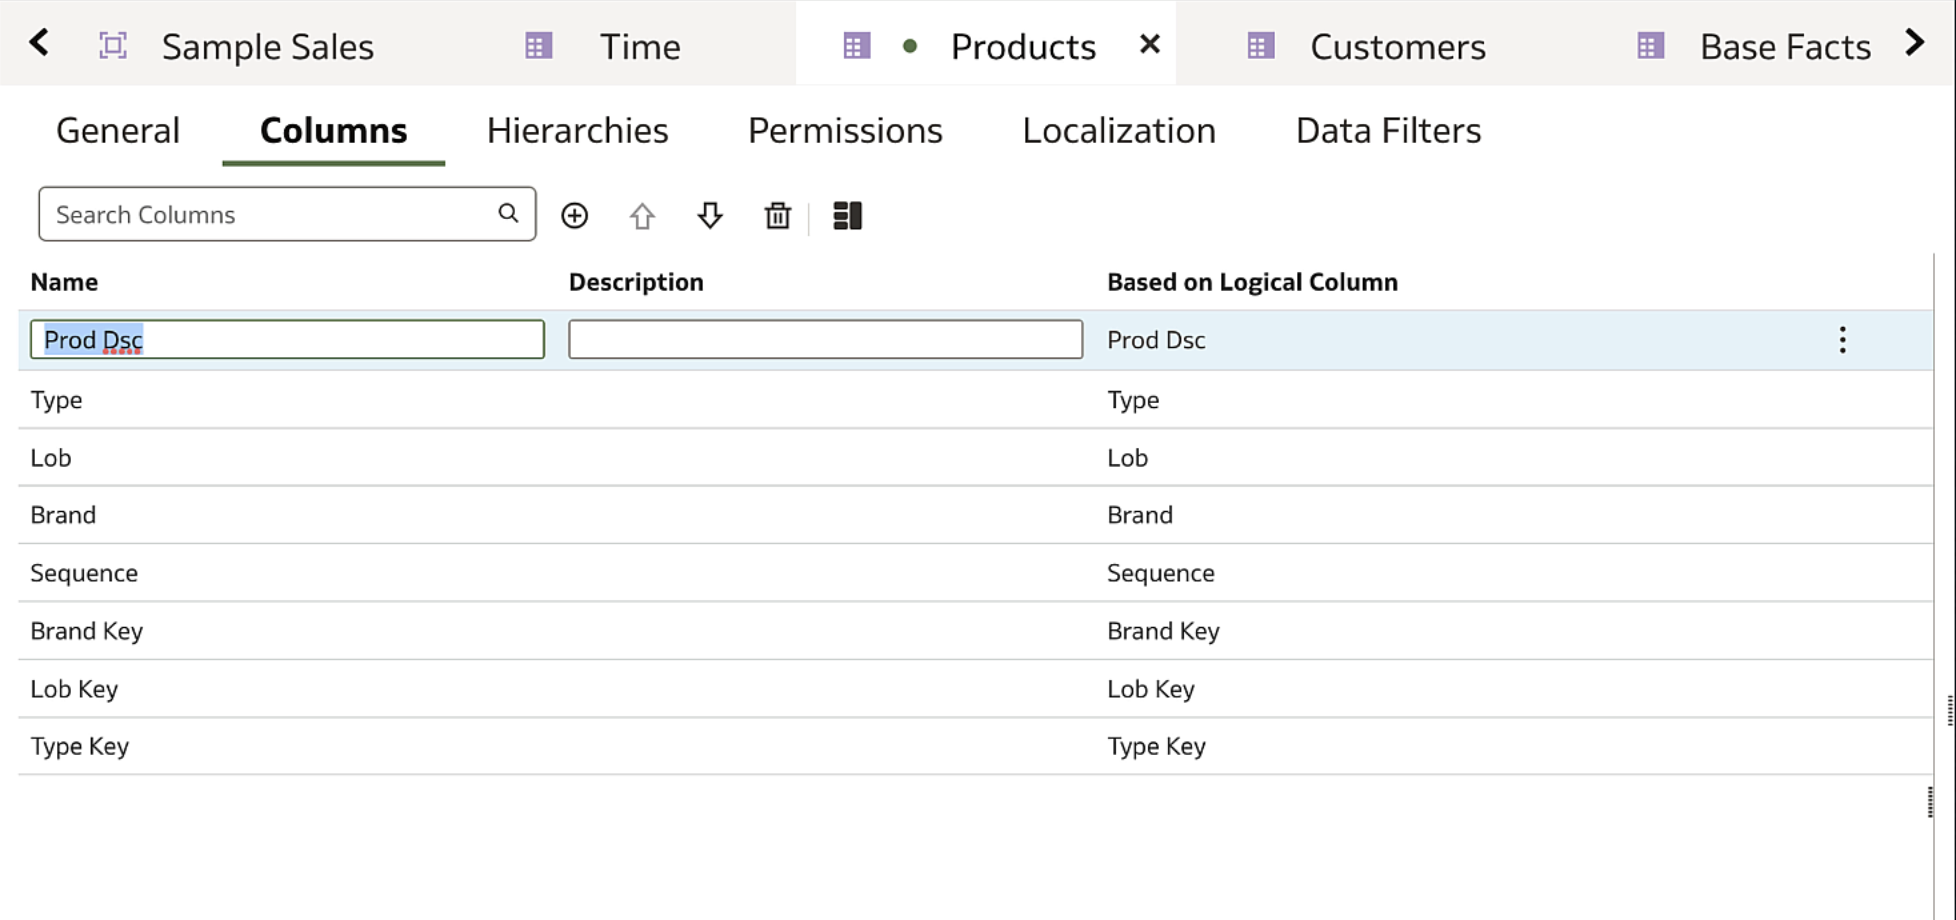 Sample Sales Time Products Customers Base Facts
General Columns Hierarchies Permissions Localization Data Filters
Search Columns
Name Description Based on Logical Column
Prod Dsc Prod Dsc
Type Type
Lob Lob
Brand Brand
Sequence Sequence
Brand Key Brand Key
Lob Key Lob Key
Type Key Type Key